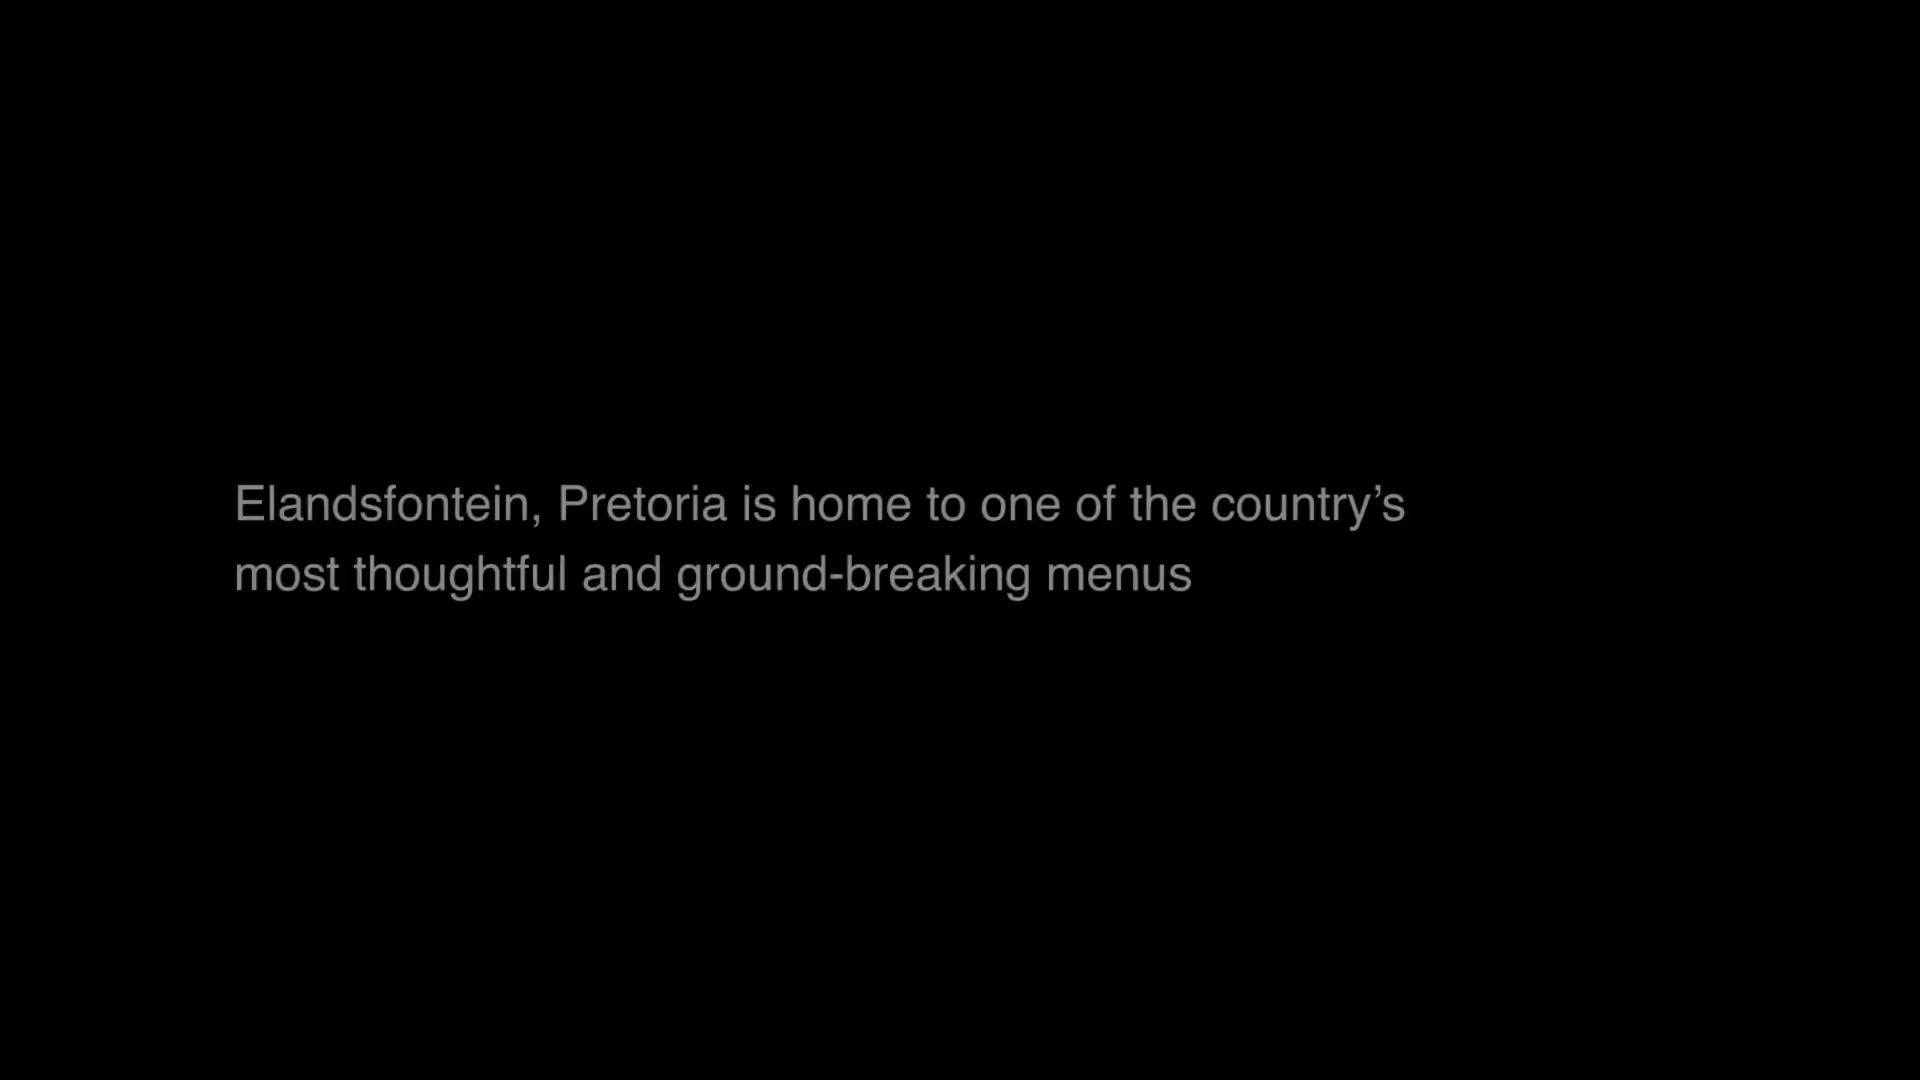 Elandsfontein, Pretoria is home to one of the country’s
most thoughtful and ground-breaking menus